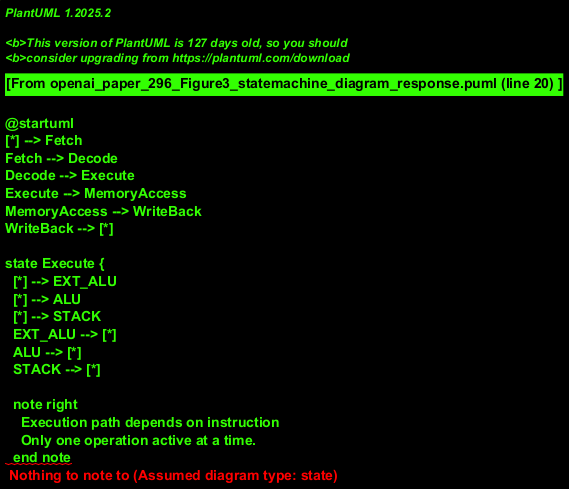 PlantUML 1.2025.2
<b>This version of PlantUML is 127 days old, so you should
<b>consider upgrading from https://plantuml.com/download
[From openai_paper_296_Figure3_statemachine_diagram_response.puml (line 20) ]
@startuml
[*] --> Fetch
Fetch --> Decode
Decode --> Execute
Execute --> MemoryAccess
MemoryAccess --> WriteBack
WriteBack --> [*]
state Execute {
[*] --> EXT_ALU
[*] --> ALU
[*] --> STACK
EXT_ALU --> [*]
ALU --> [*]
STACK --> [*]
note right
Execution path depends on instruction
Only one operation active at a time.
end note
Nothing to note to (Assumed diagram type: state)